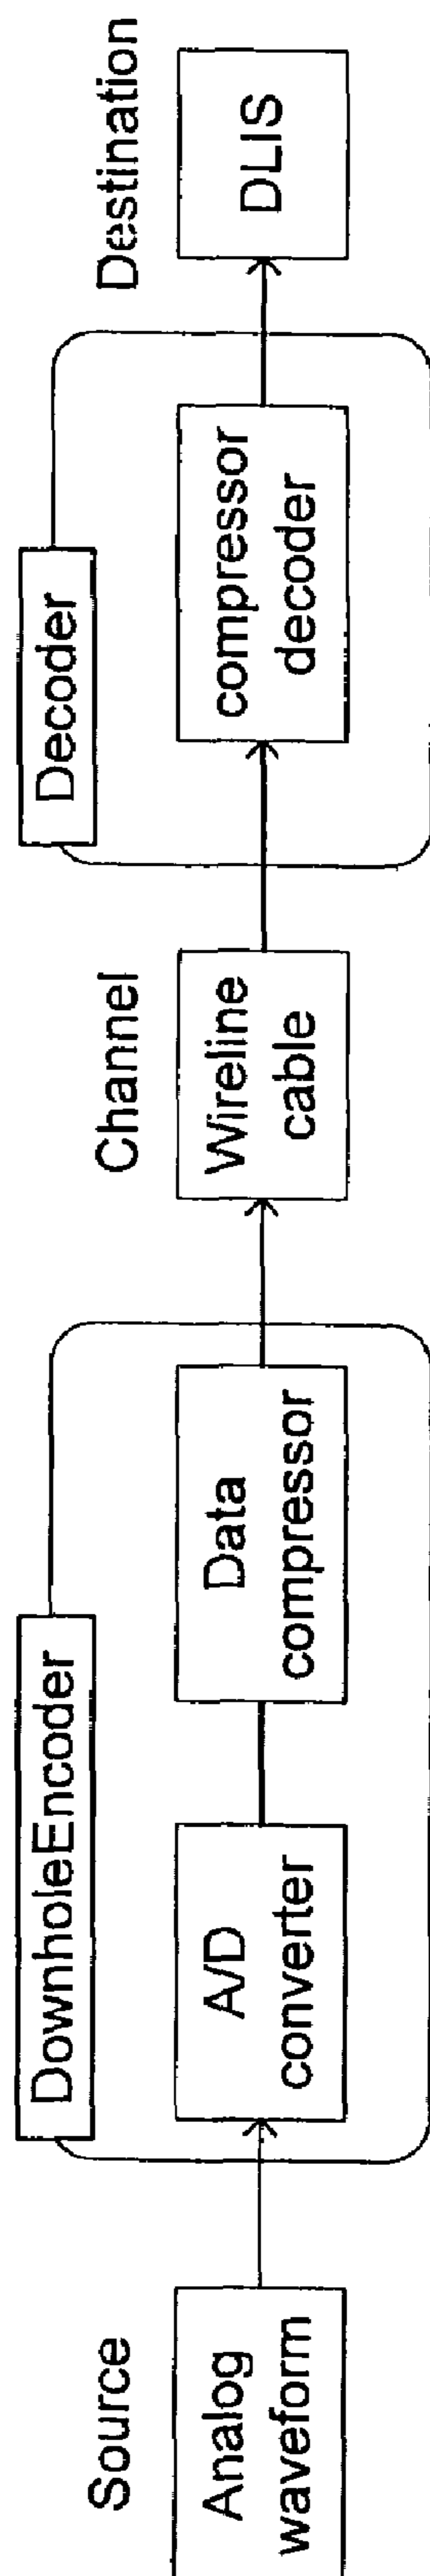 Source
Analog
waveform
DownholeEncoder
A/D
converter
Data
compressor
Channel
Wireline
cable
Decoder
compressor
decoder
Destination
DLIS